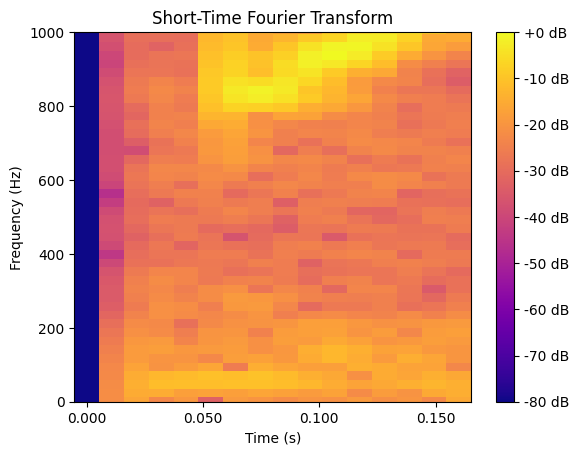 Short-Time Fourier Transform
Frequency (Hz)
1000
800
600
400
200
0
0.000
0.050
0.100
0.150
Time (s)
+0 dB
-10 dB
-20 dB
-30 dB
-40 dB
-50 dB
-60 dB
-70 dB
-80 dB